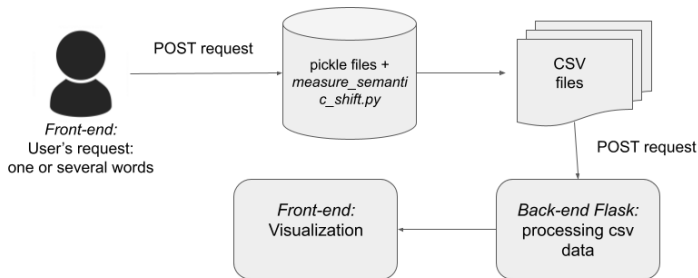 POST request
pickle files +
measure_semanti
c_shift.py
CSV
files
Front-end:
User's request:
one or several words
POST request
Front-end:
Visualization
Back-end Flask:
processing csv
data